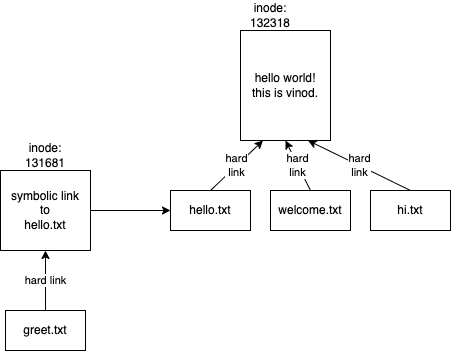 inode:
132318
hello world!
this is vinod.
inode:
131681
symbolic link
to
hello.txt
hard
link
hard
link
hard
link
hello.txt
welcome.txt
hi.txt
hard link
greet.txt